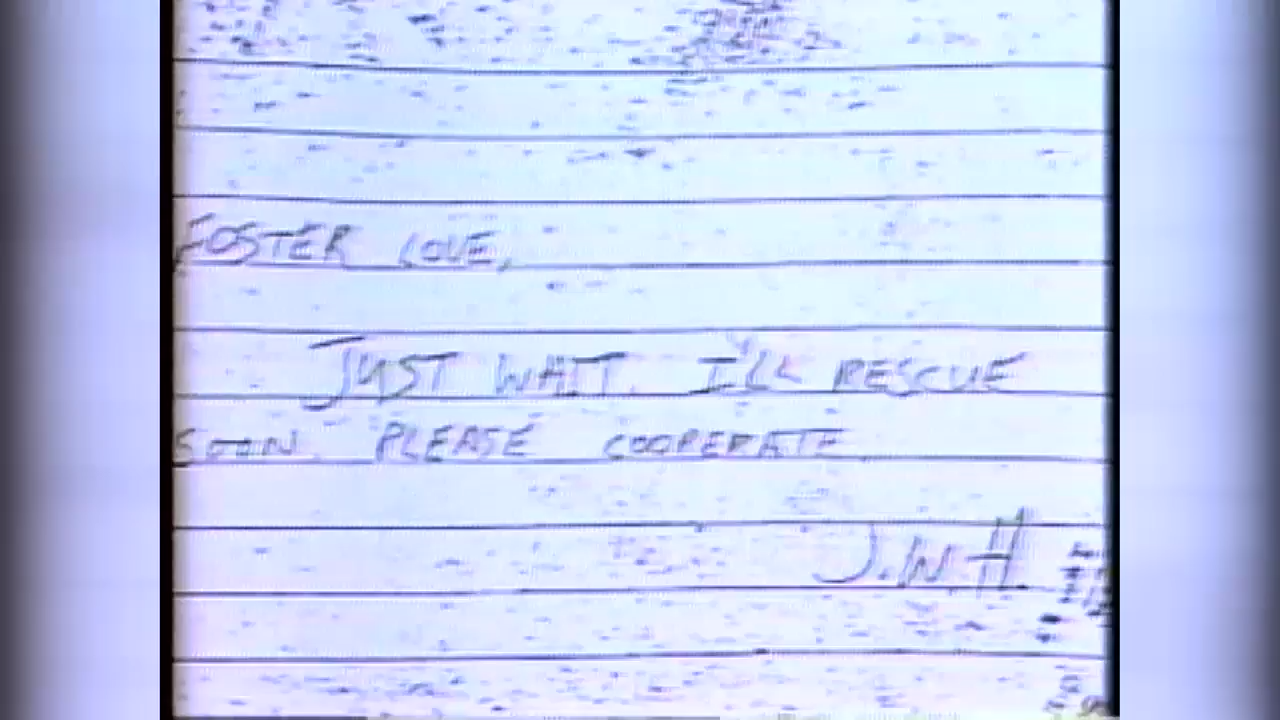 FOSTER LOVE,
JUST WAIT. I'LL RESCUE
SOON. PLEASE COOPERATE
J.W.H.